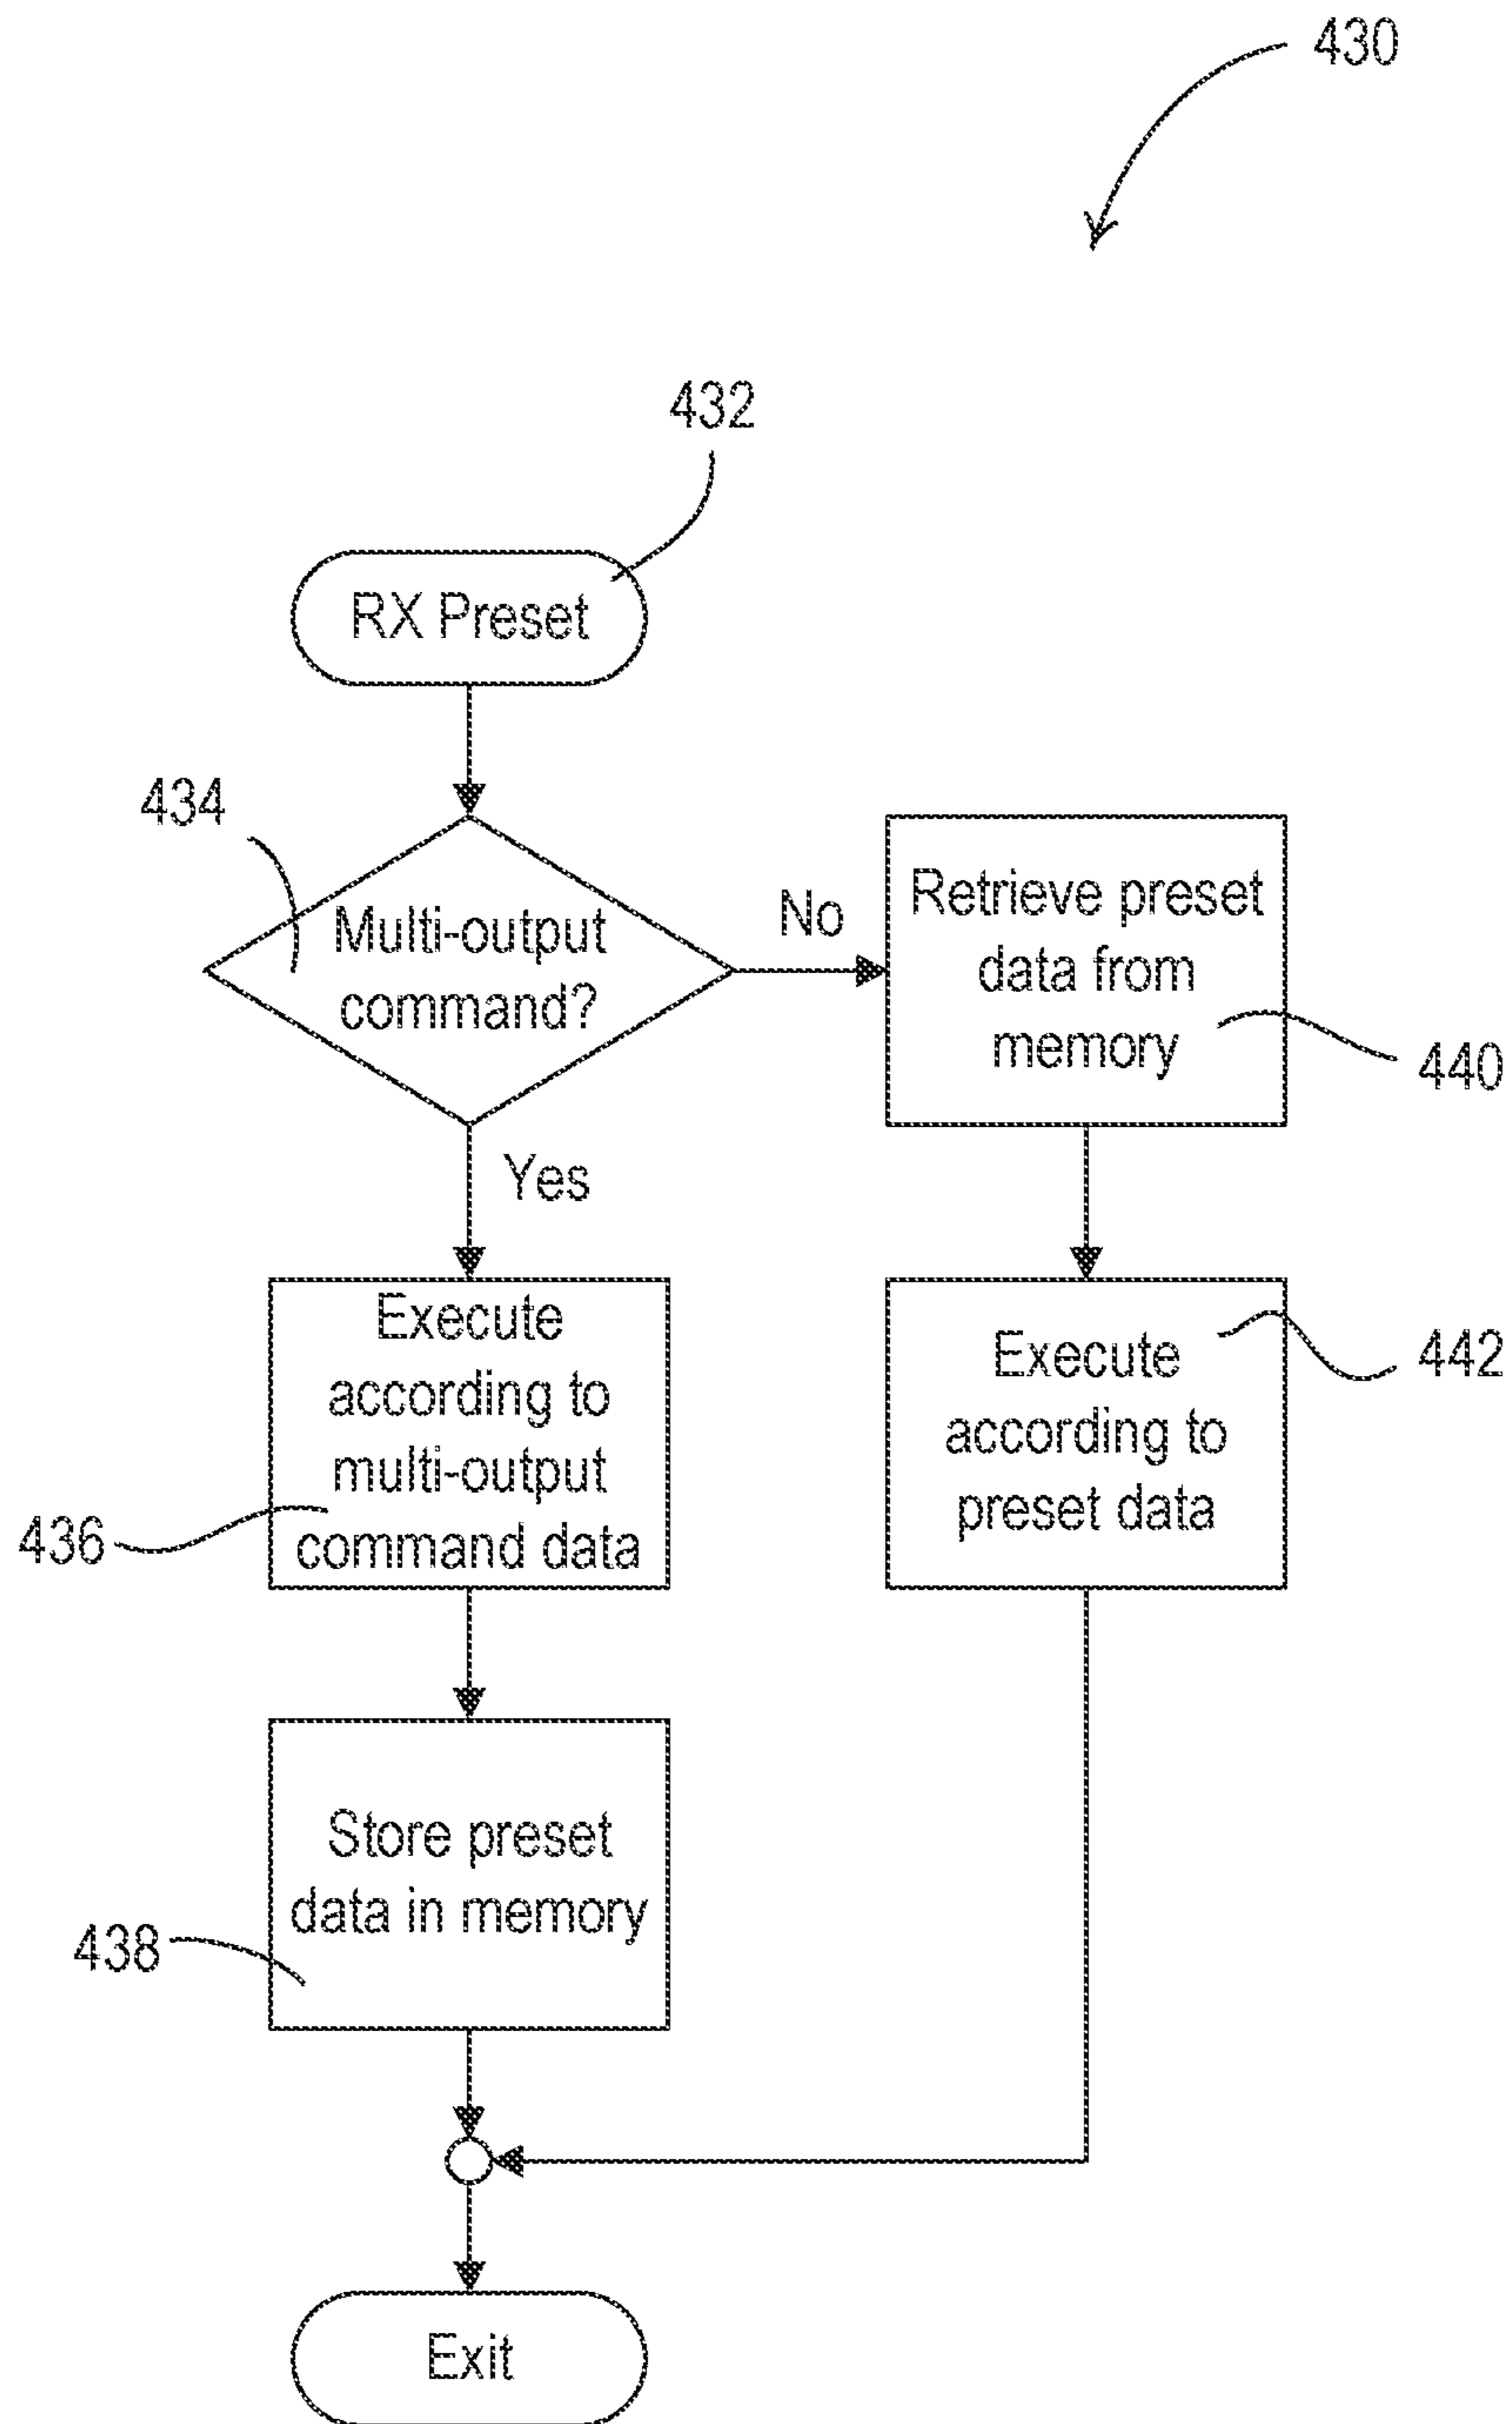 430
432
RX Preset
434
Multi-output
command?
No
Retrieve preset
data from
memory
440
Yes
Execute
according to
multi-output
command data
436
Execute
according to
preset data
442
Store preset
data in memory
438
Exit